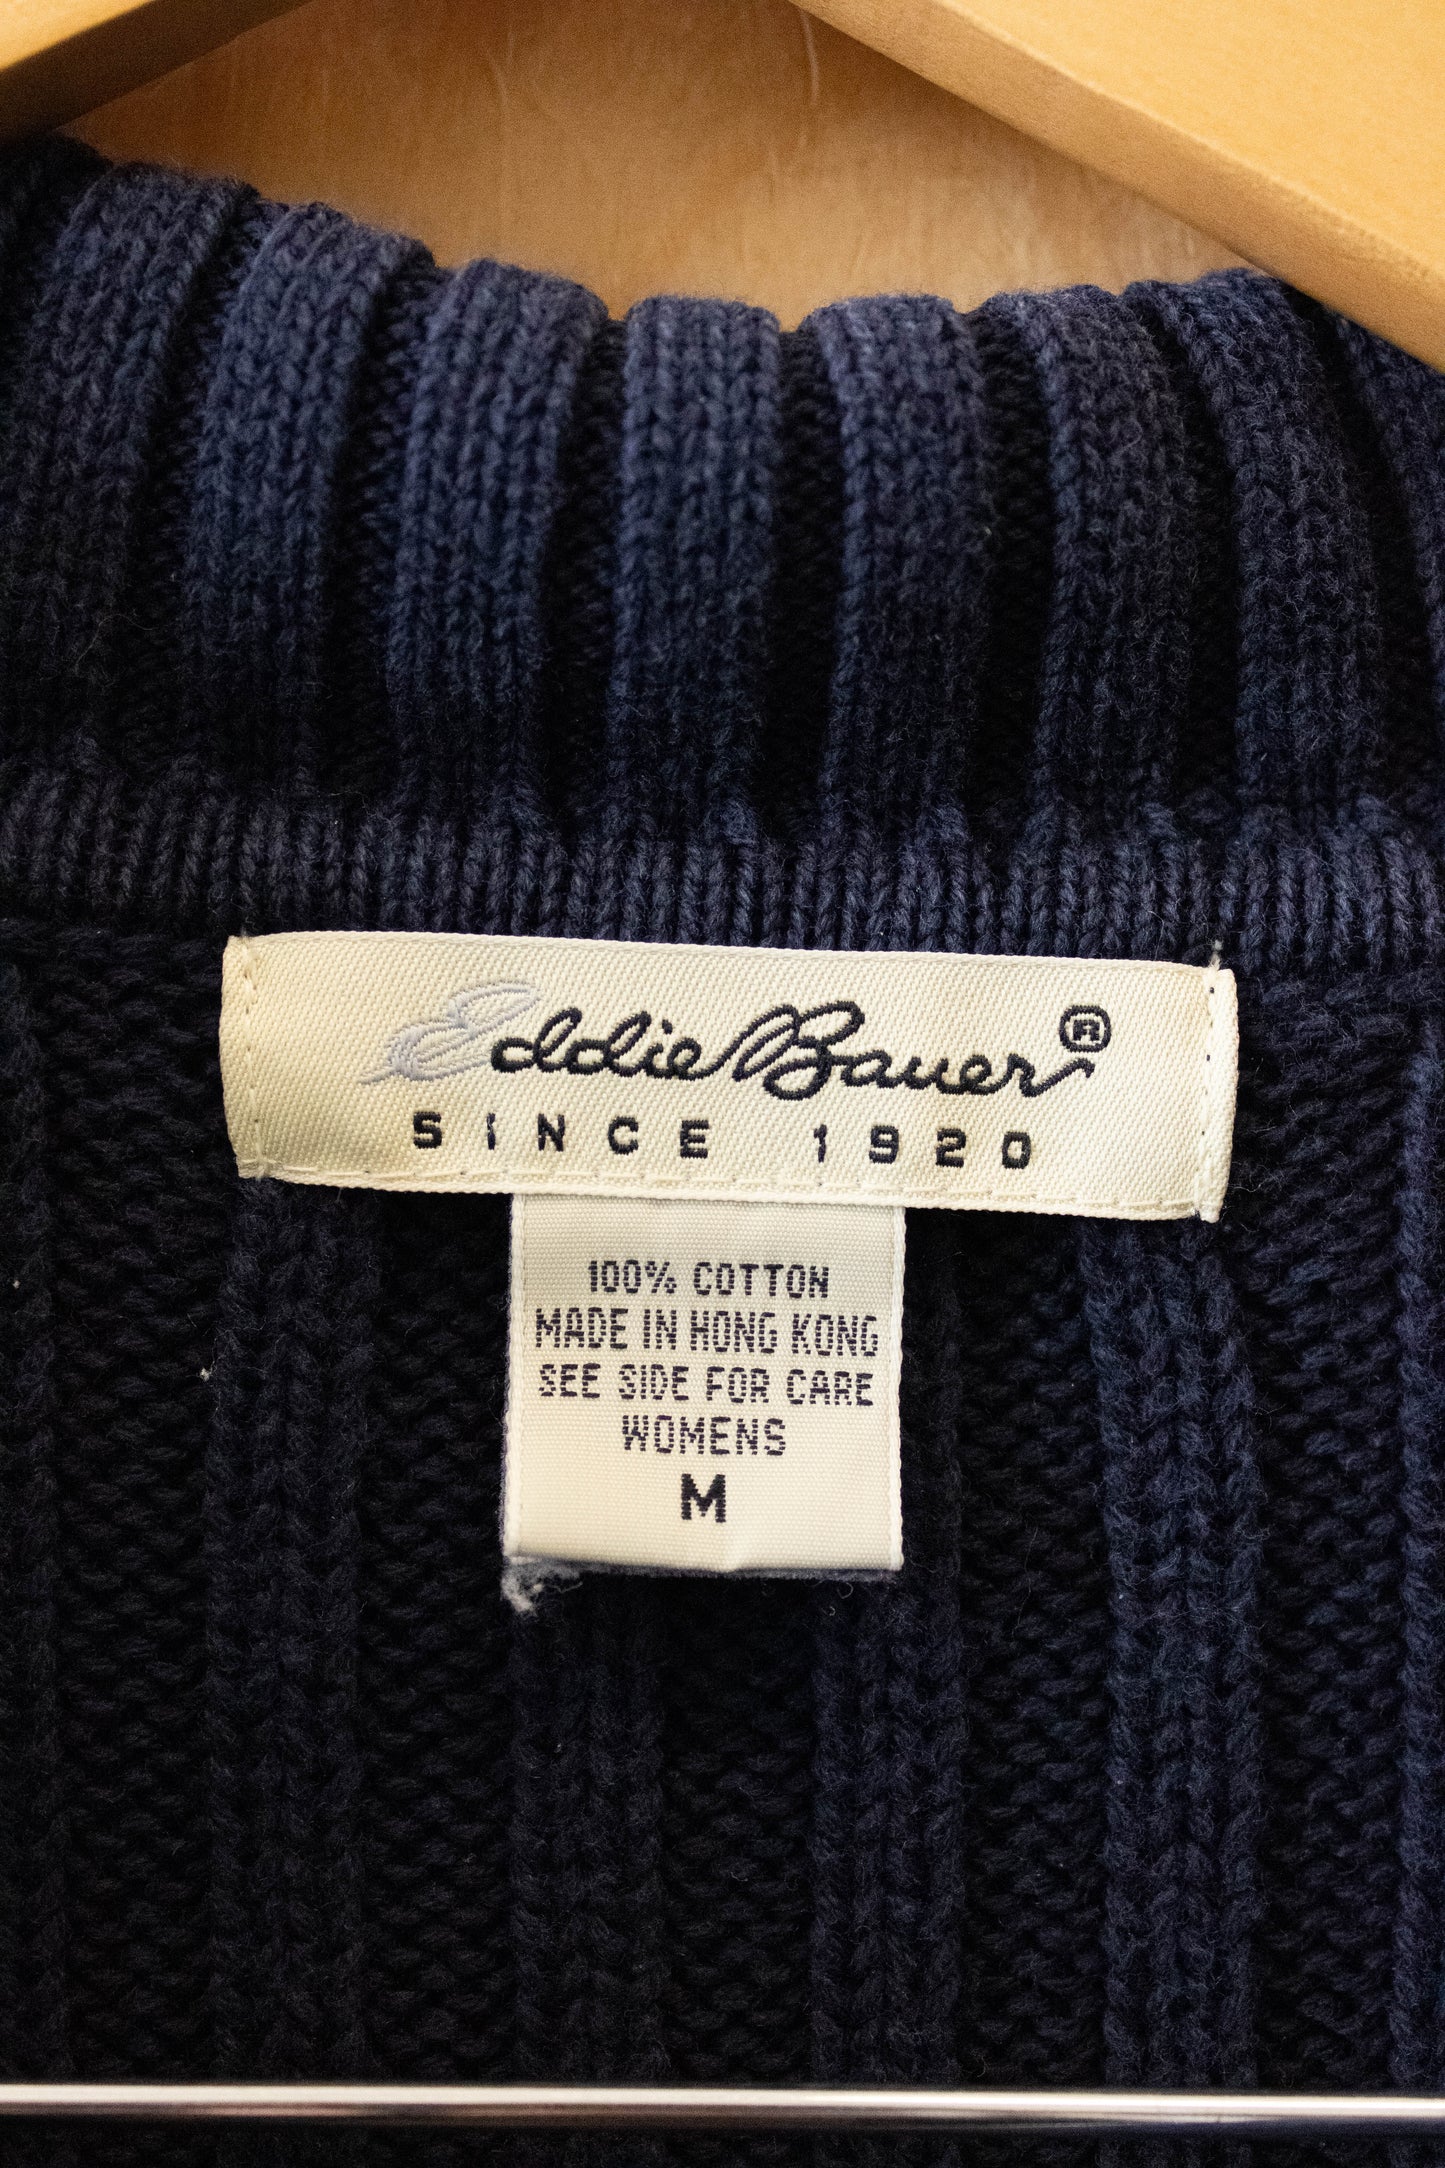 Eddie Bauer®
SINCE 1920
100% COTTON
MADE IN HONG KONG
SEE SIDE FOR CARE
WOMENS
M